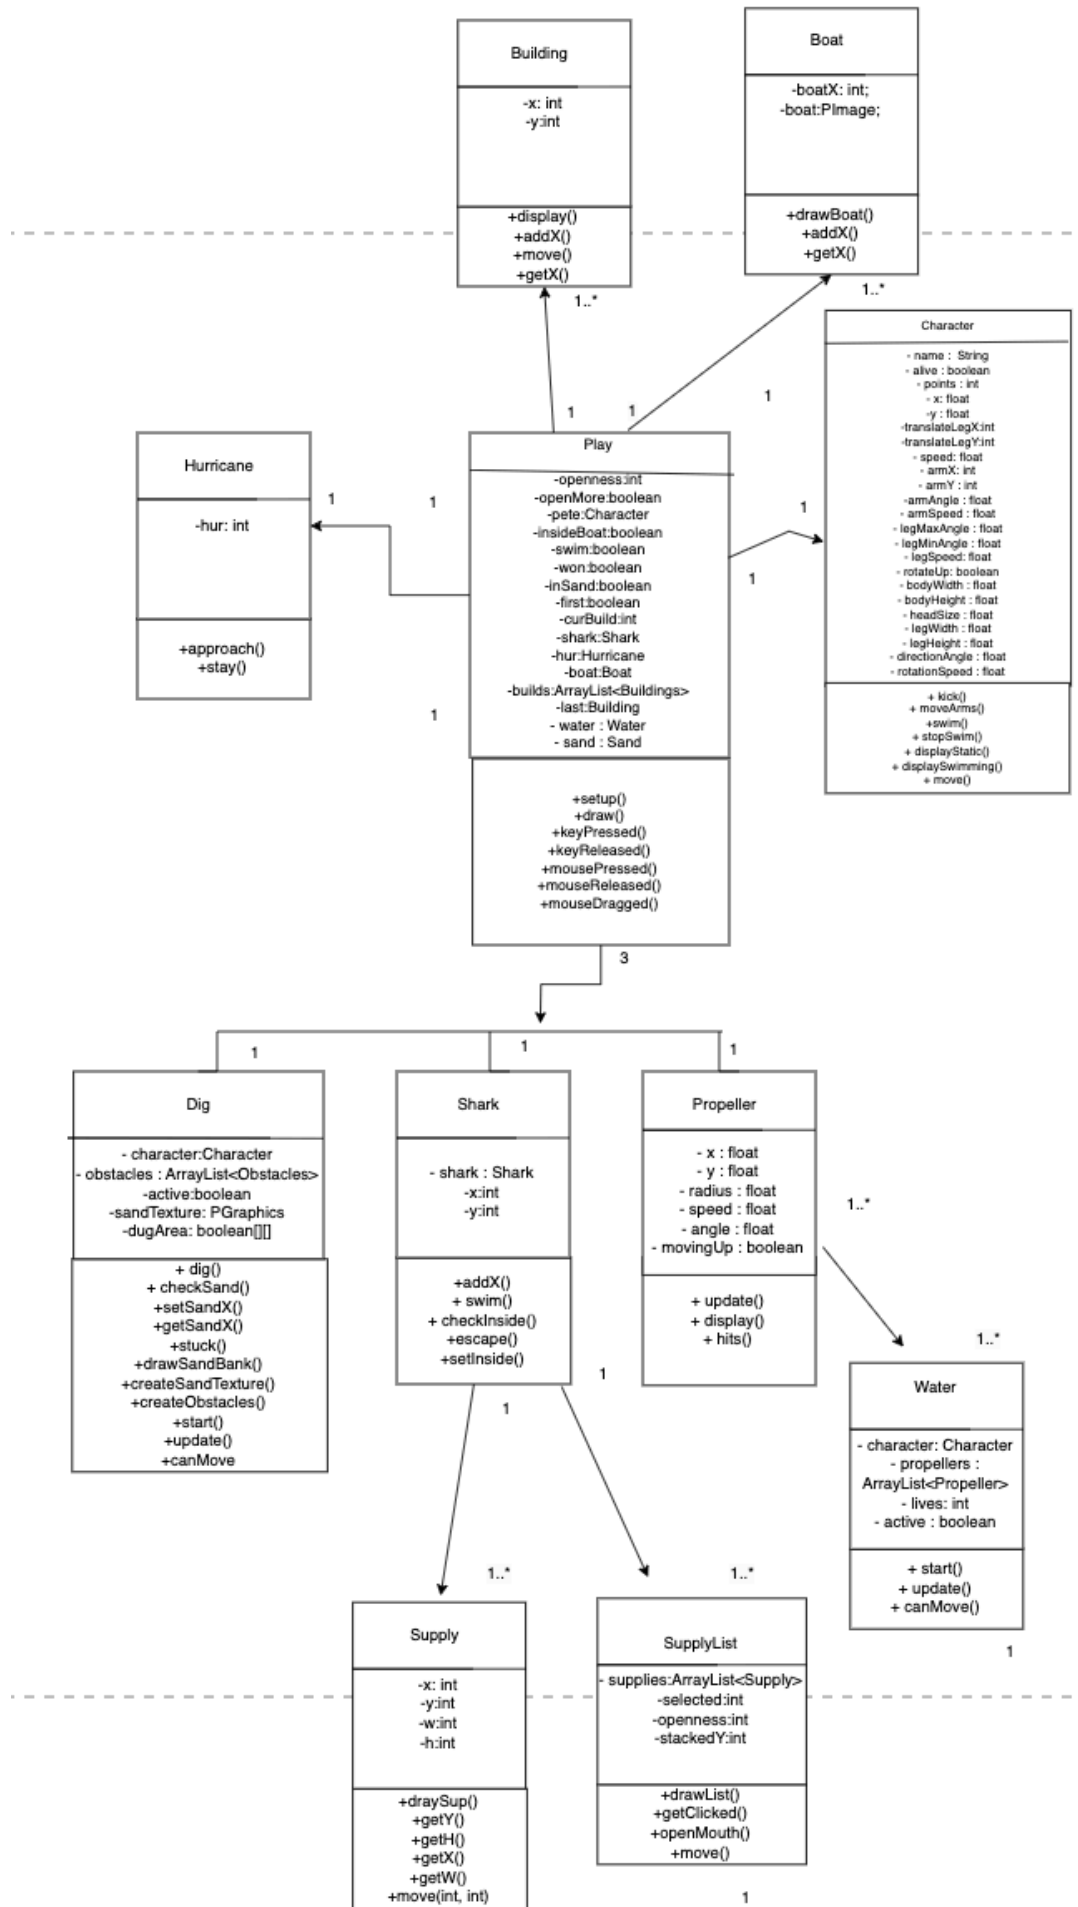 Building
-x: int
-y:int
+display()
+addX()
+move()
+getX()
1..*
Boat
-boatX: int;
-boat:PImage;
+drawBoat()
+addX()
+getX()
1..*
Character
- name : String
- alive : boolean
- points : int
- x: float
-y : float
-translateLegX:int
-translateLegY:int
- speed: float
- armX: int
- armY : int
-armAngle : float
- armSpeed : float
- legMaxAngle : float
- legMinAngle : float
- legSpeed: float
- rotateUp: boolean
- bodyWidth : float
- bodyHeight : float
- headSize : float
- legWidth : float
- legHeight : float
- directionAngle : float
- rotationSpeed : float
+ kick()
+ moveArms()
+swim()
+ stopSwim()
+ displayStatic()
+ displaySwimming()
+ move()
1
1
1
1
1
Hurricane
-hur: int
+approach()
+stay()
1
1
1
Play
-openness:int
-openMore:boolean
-pete:Character
-insideBoat:boolean
-swim:boolean
-won:boolean
-inSand:boolean
-first:boolean
-curBuild:int
-shark:Shark
-hur:Hurricane
-boat:Boat
-builds:ArrayList<Buildings>
-last:Building
- water : Water
- sand : Sand
+setup()
+draw()
+keyPressed()
+keyReleased()
+mousePressed()
+mouseReleased()
+mouseDragged()
3
1
1
1
Dig
- character:Character
- obstacles : ArrayList<Obstacles>
-active:boolean
-sandTexture: PGraphics
-dugArea: boolean[][]
+ dig()
+ checkSand()
+setSandX()
+getSandX()
+stuck()
+drawSandBank()
+createSandTexture()
+createObstacles()
+start()
+update()
+canMove
Shark
- shark : Shark
-x:int
-y:int
+addX()
+ swim()
+ checkInside()
+escape()
+setInside()
1
1
Propeller
- x : float
- y : float
- radius : float
- speed : float
- angle : float
- movingUp : boolean
+ update()
+ display()
+ hits()
1..*
1..*
Water
- character: Character
- propellers :
ArrayList<Propeller>
- lives: int
- active : boolean
+ start()
+ update()
+ canMove()
1
1..*
1..*
Supply
-x: int
-y:int
-w:int
-h:int
+draySup()
+getY()
+getH()
+getX()
+getW()
+move(int, int)
SupplyList
- supplies:ArrayList<Supply>
-selected:int
-openness:int
-stackedY:int
+drawList()
+getClicked()
+openMouth()
+move()
1